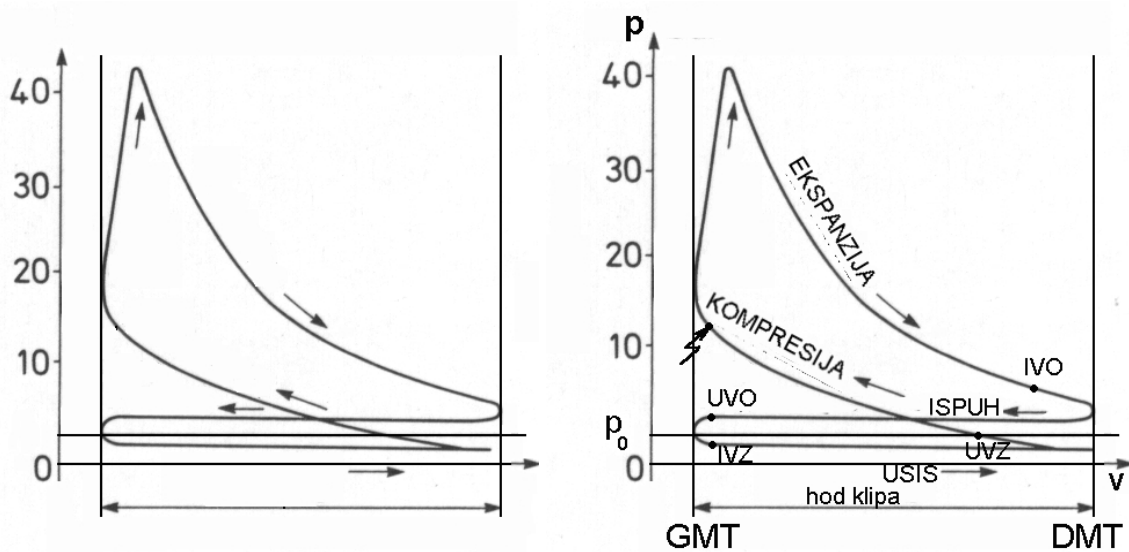 40
30
20
10
0
p
40
30
20
10
p0
0
EKSPANZIJA
KOMPRESIJA
IVO
UVO
ISPUH
IVZ
UVZ
USIS
v
hod klipa
GMT
DMT